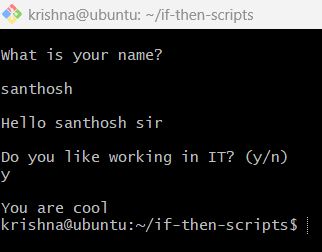 krishna@ubuntu: ~/if-then-scripts
What is your name?
santhosh
Hello santhosh sir
Do you like working in IT? (y/n)
y
You are cool
krishna@ubuntu:~/if-then-scripts$